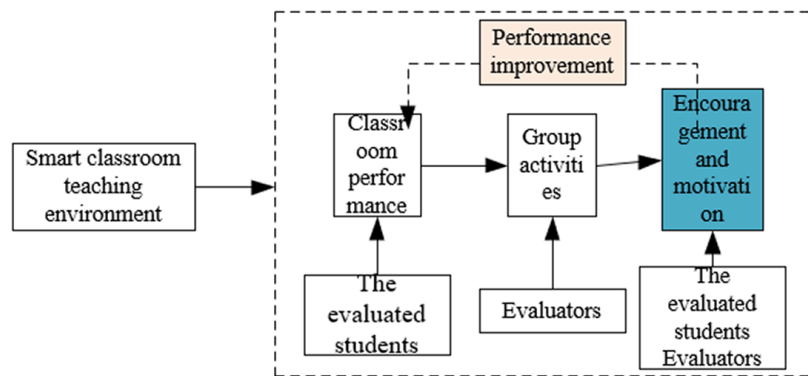 Performance
improvement
Smart classroom
teaching
environment
Classr
oom
perfor
mance
Group
activiti
es
Encoura
gement
and
motivati
on
The
evaluated
students
Evaluators
The
evaluated
students
Evaluators